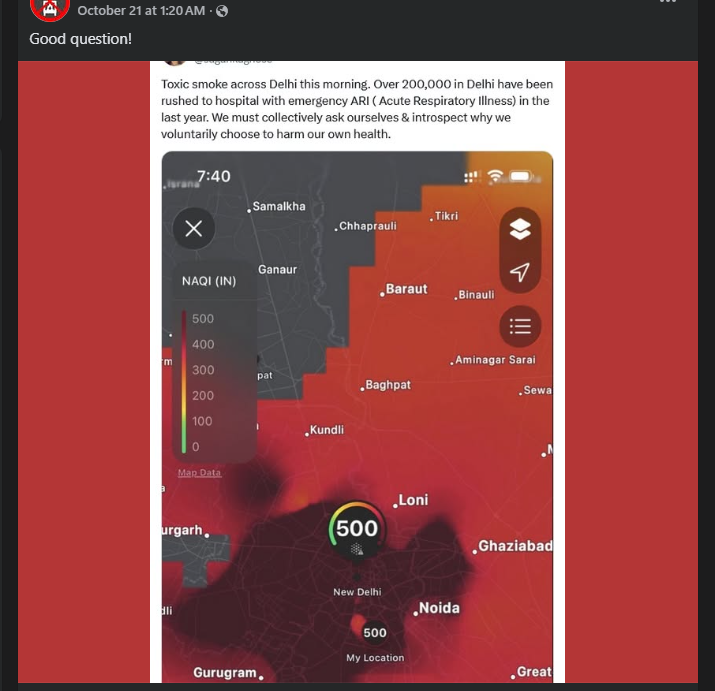 October 21 at 1:20 AM ·
Good question!
Toxic smoke across Delhi this morning. Over 200,000 in Delhi have been
rushed to hospital with emergency ARI ( Acute Respiratory Illness) in the
last year. We must collectively ask ourselves & introspect why we
voluntarily choose to harm our own health.
7:40
Israna
Samalkha
Tikri
Chhaprauli
Ganaur
NAQI (IN)
Baraut
Binauli
500
400
300
200
100
0
Aminagar Sarai
pat
Baghpat
Sewa
Kundli
Map Data
Loni
500
urgarh
Ghaziabad
New Delhi
dli
Noida
500
My Location
Gurugram
Great